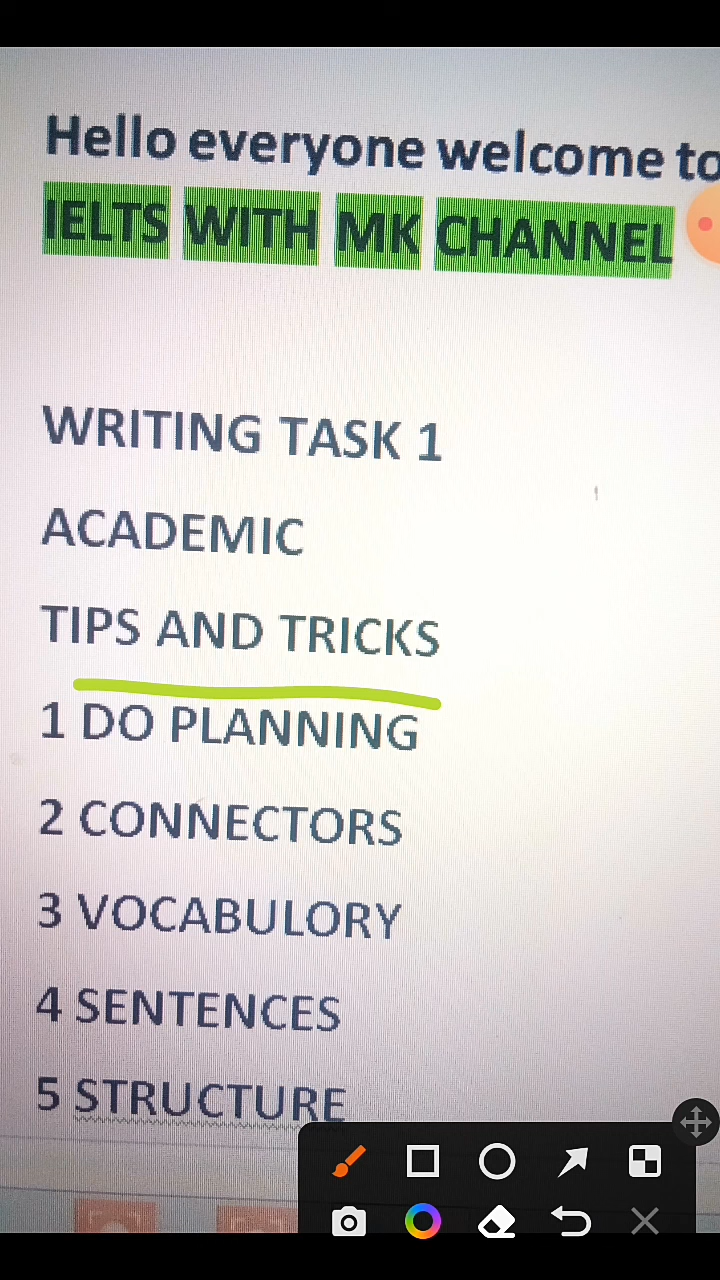 Hello everyone welcome to
IELTS WITH MK CHANNEL
WRITING TASK 1
ACADEMIC
TIPS AND TRICKS
1 DO PLANNING
2 CONNECTORS
3 VOCABULORY
4 SENTENCES
5 STRUCTURE